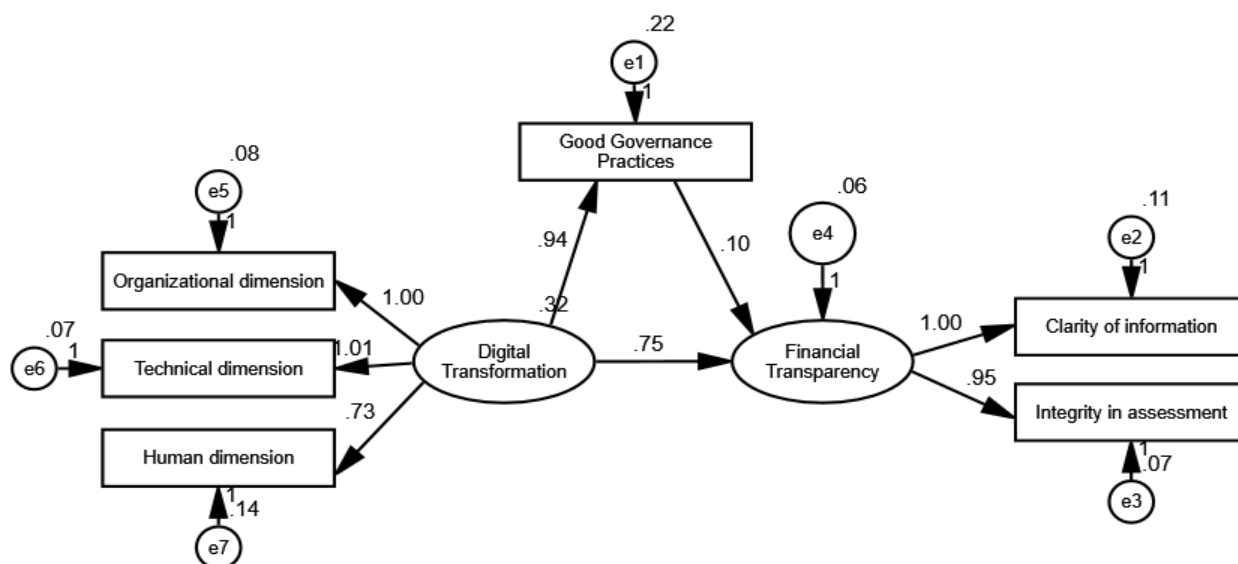 .22
e1
1
Good Governance
Practices
.08
e5
1
.06
e4
1
.11
e2
1
.94
.10
Organizational dimension
1.00
.32
1.00
Clarity of information
.07
1
e6
Technical dimension
1.01
Digital
Transformation
.75
Financial
Transparency
.73
.95
Integrity in assessment
Human dimension
1
.14
e7
1
.07
e3